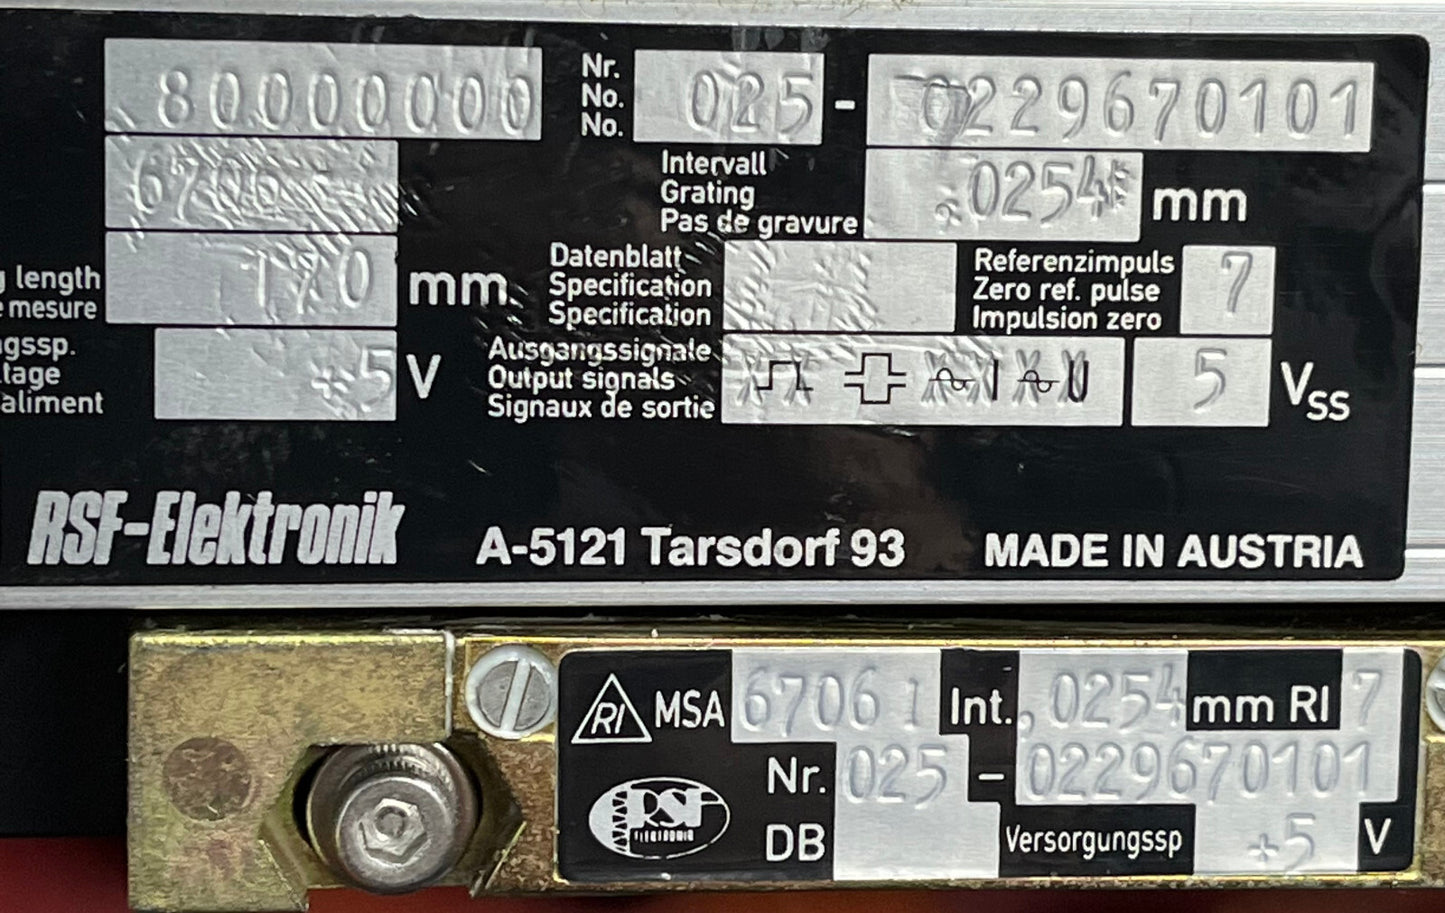 80000000 Nr. No. No. 025 - 0229670101
Intervall
Grating .0254 mm
Pas de gravure
g length 170 mm
mesure
Datenblatt
Specification
Specification
Referenzimpuls
Zero ref. pulse 7
Impulsion zero
gssp.
tage +5 V
aliment
Ausgangssignale
Output signals
Signaux de sortie
5 Vss
RSF-Elektronik A-5121 Tarsdorf 93 MADE IN AUSTRIA
RI MSA 6706 1 Int. .0254 mm RI 7
Nr. 025 - 0229670101
RSF
ELEKTRONIK
DB Versorgungssp +5 V